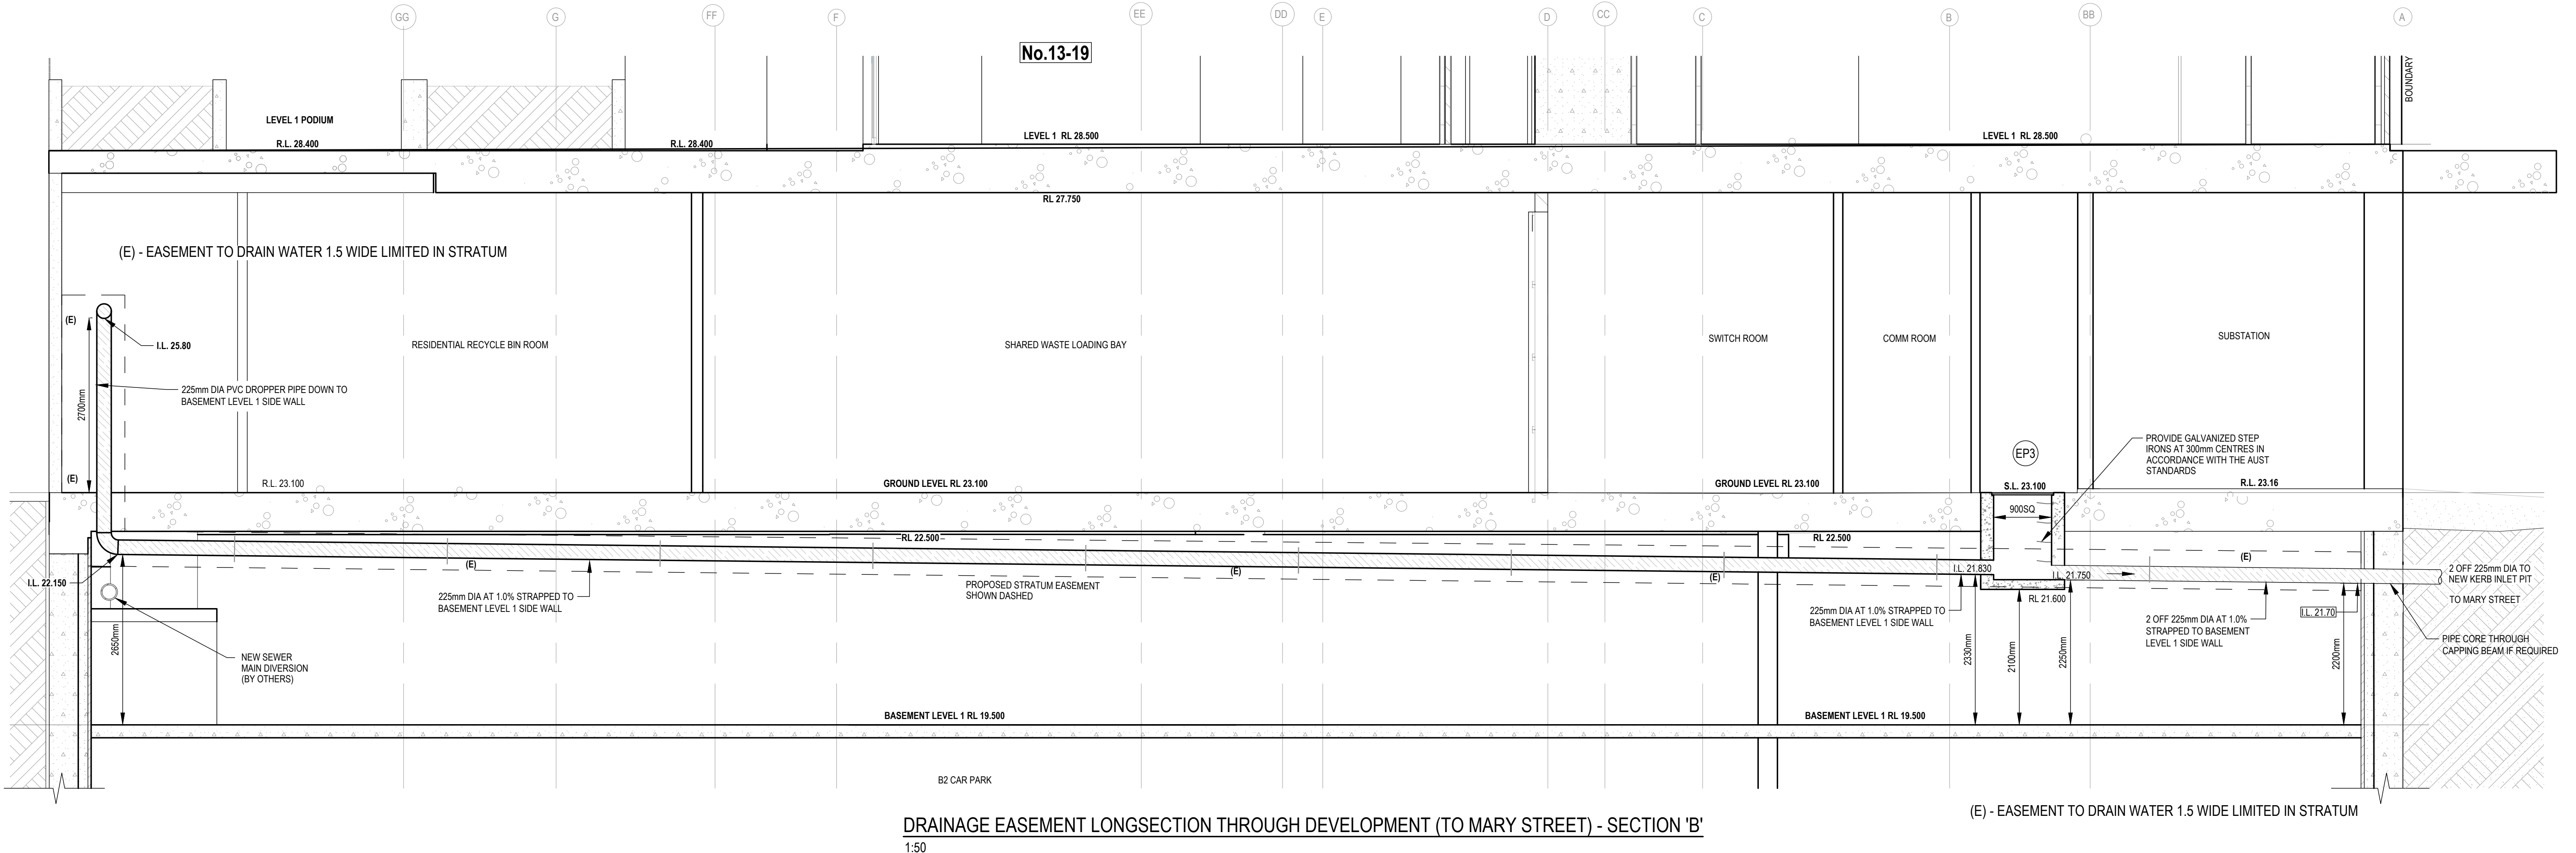 GG
G
FF
F
EE
DD
E
D
CC
C
B
BB
A
No.13-19
BOUNDARY
LEVEL 1 PODIUM
R.L. 28.400
R.L. 28.400
LEVEL 1 RL 28.500
LEVEL 1 RL 28.500
RL 27.750
(E) - EASEMENT TO DRAIN WATER 1.5 WIDE LIMITED IN STRATUM
(E)
I.L. 25.80
RESIDENTIAL RECYCLE BIN ROOM
SHARED WASTE LOADING BAY
SWITCH ROOM
COMM ROOM
SUBSTATION
225mm DIA PVC DROPPER PIPE DOWN TO
BASEMENT LEVEL 1 SIDE WALL
2700mm
(E)
R.L. 23.100
GROUND LEVEL RL 23.100
GROUND LEVEL RL 23.100
EP3
S.L. 23.100
PROVIDE GALVANIZED STEP
IRONS AT 300mm CENTRES IN
ACCORDANCE WITH THE AUST
STANDARDS
R.L. 23.16
900SQ
RL 22.500
RL 22.500
I.L. 22.150
(E)
(E)
(E)
(E)
225mm DIA AT 1.0% STRAPPED TO
BASEMENT LEVEL 1 SIDE WALL
PROPOSED STRATUM EASEMENT
SHOWN DASHED
I.L. 21.830
I.L. 21.750
RL 21.600
225mm DIA AT 1.0% STRAPPED TO
BASEMENT LEVEL 1 SIDE WALL
2 OFF 225mm DIA AT 1.0%
STRAPPED TO BASEMENT
LEVEL 1 SIDE WALL
I.L. 21.70
2 OFF 225mm DIA TO
NEW KERB INLET PIT
TO MARY STREET
PIPE CORE THROUGH
CAPPING BEAM IF REQUIRED
2650mm
NEW SEWER
MAIN DIVERSION
(BY OTHERS)
2330mm
2100mm
2250mm
2200mm
BASEMENT LEVEL 1 RL 19.500
BASEMENT LEVEL 1 RL 19.500
B2 CAR PARK
(E) - EASEMENT TO DRAIN WATER 1.5 WIDE LIMITED IN STRATUM
DRAINAGE EASEMENT LONGSECTION THROUGH DEVELOPMENT (TO MARY STREET) - SECTION 'B'
1:50